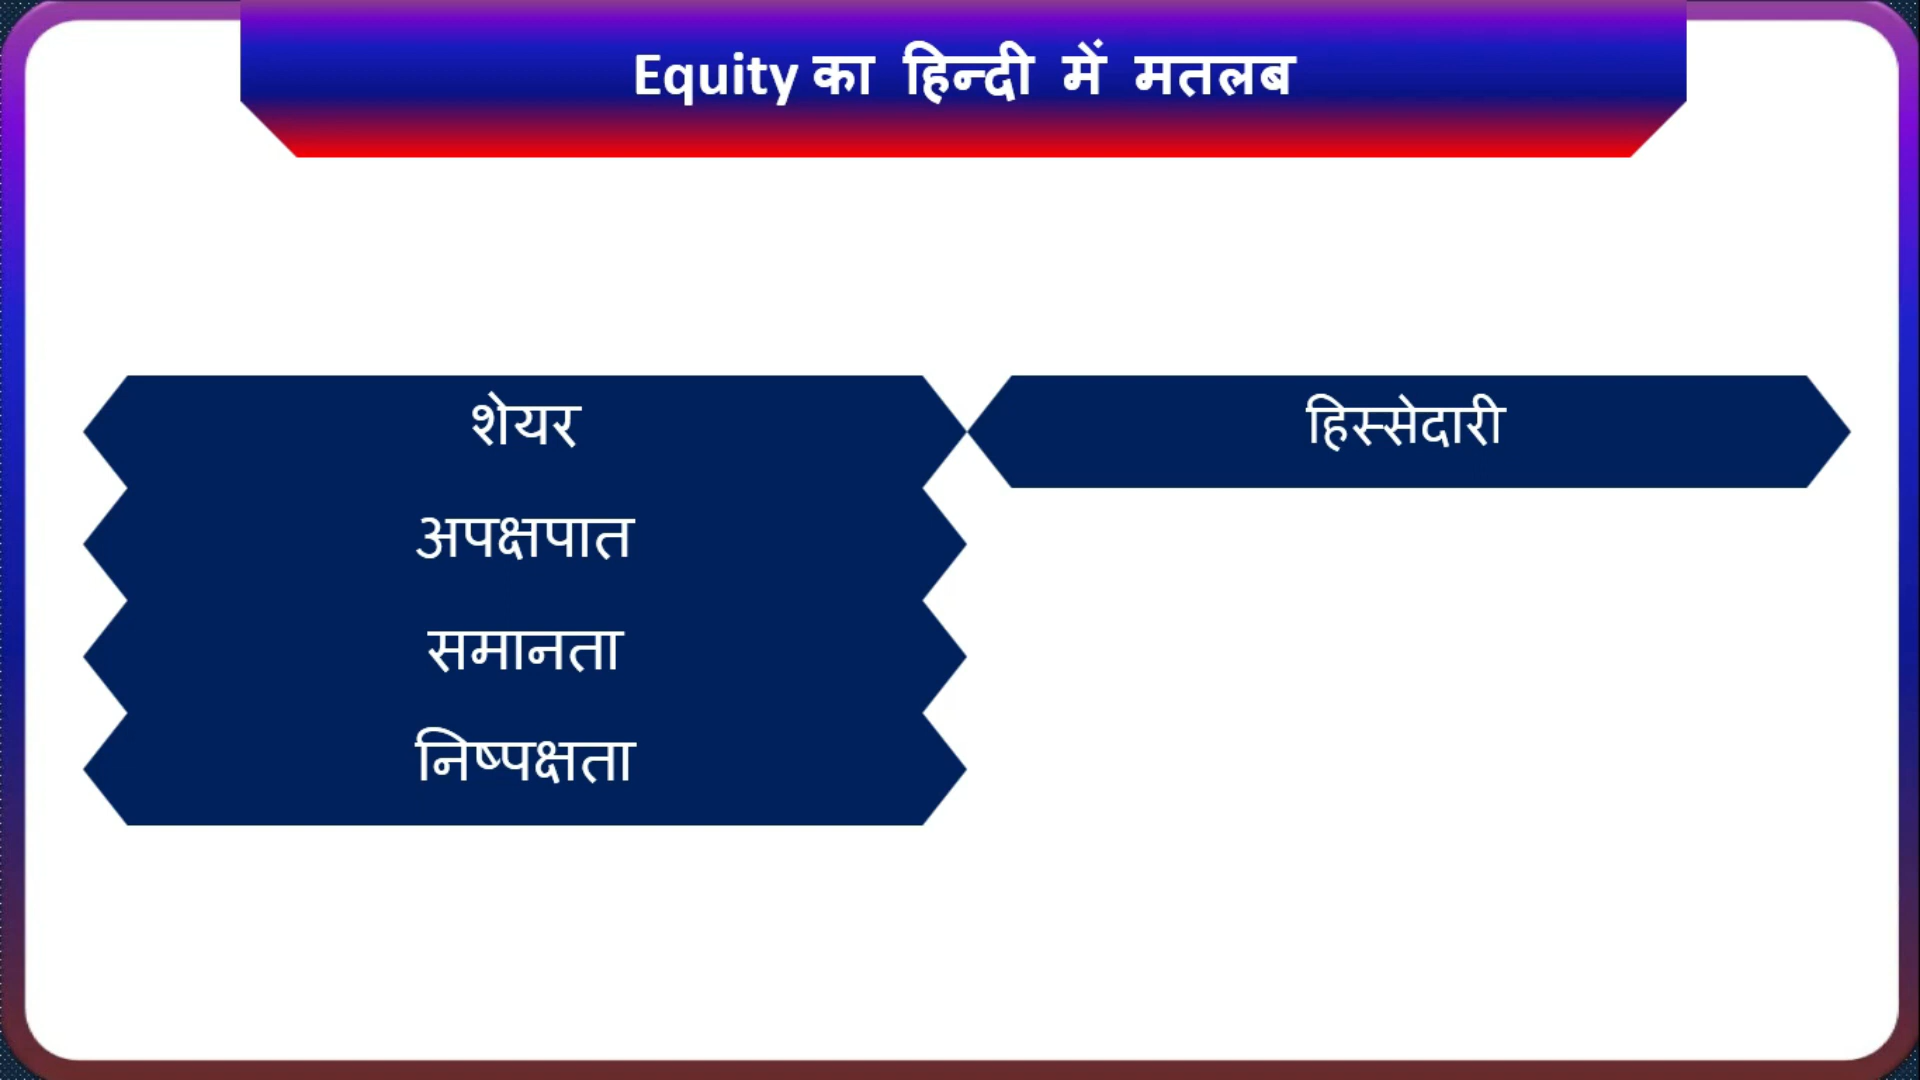 Equity का हिन्दी में मतलब
शेयर
हिस्सेदारी
अपक्षपात
समानता
निष्पक्षता